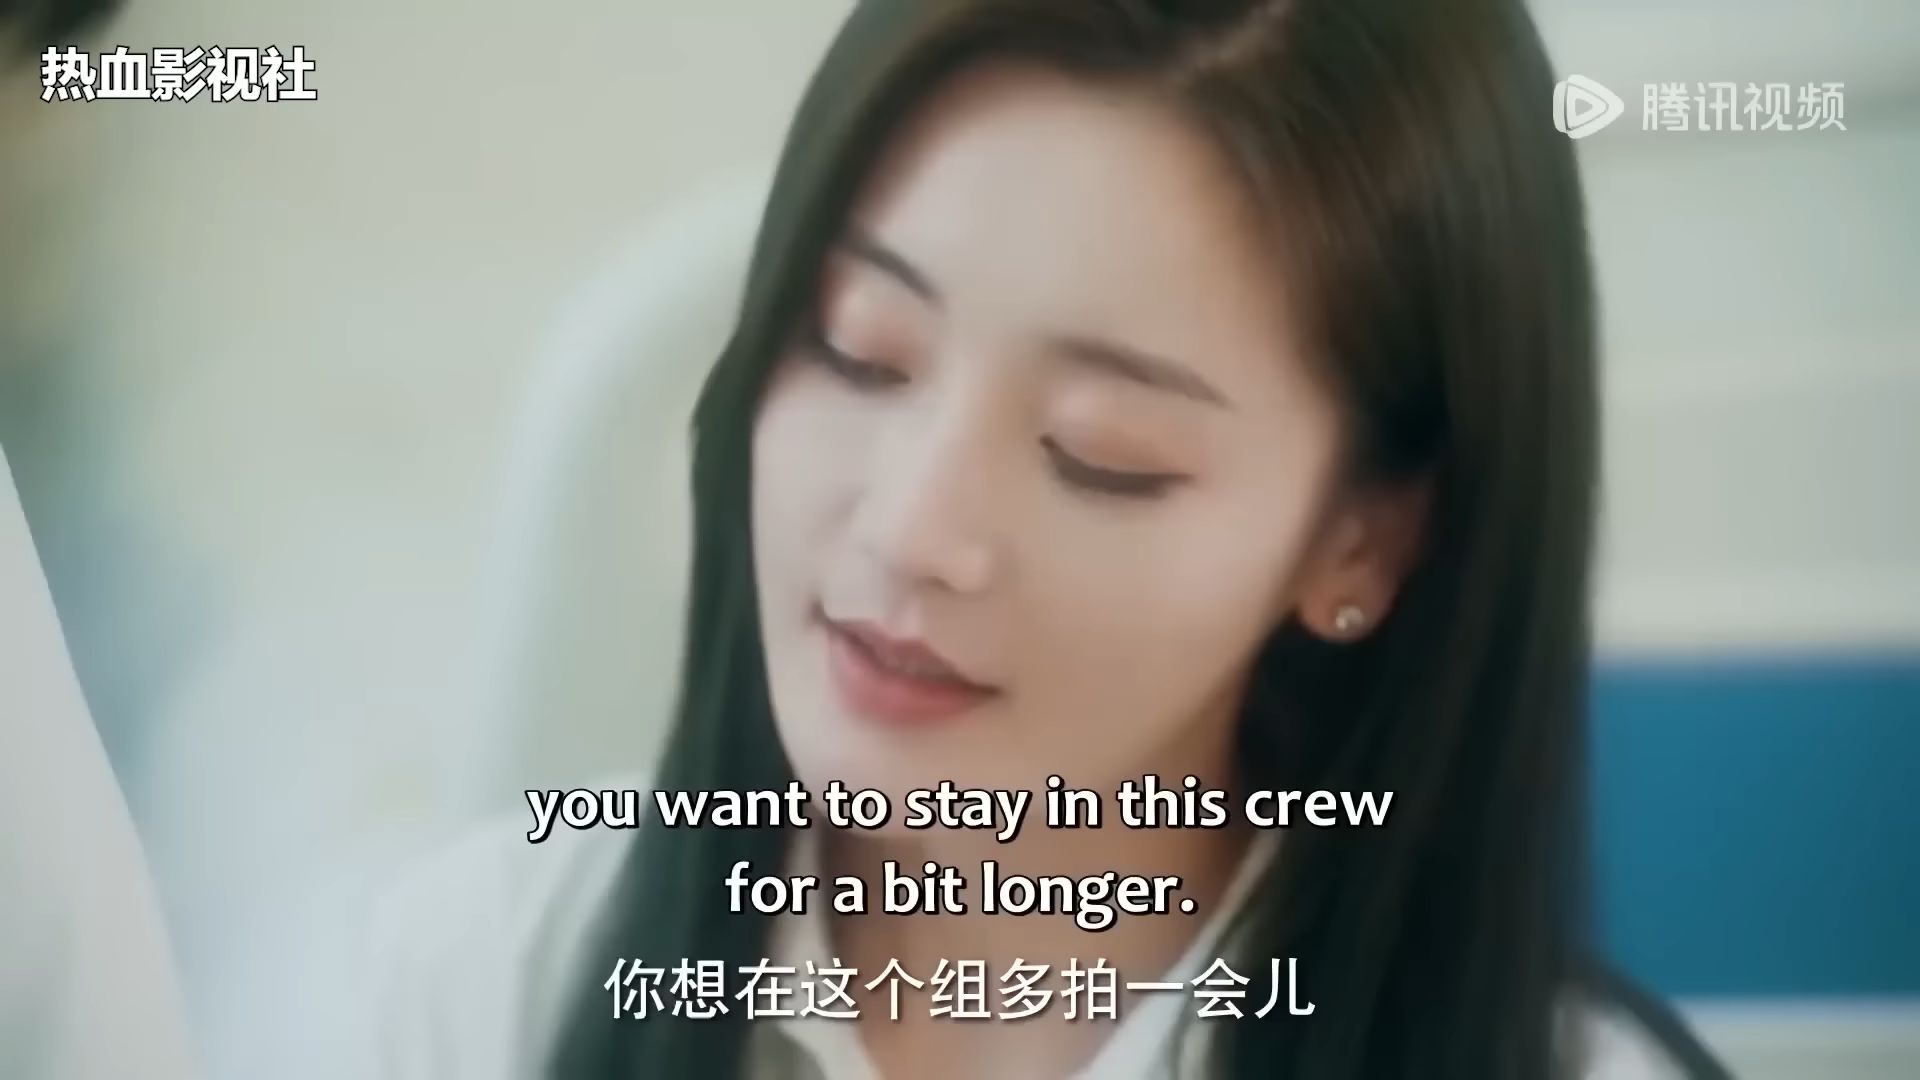 热血影视社
腾讯视频
you want to stay in this crew
for a bit longer.
你想在这个组多拍一会儿